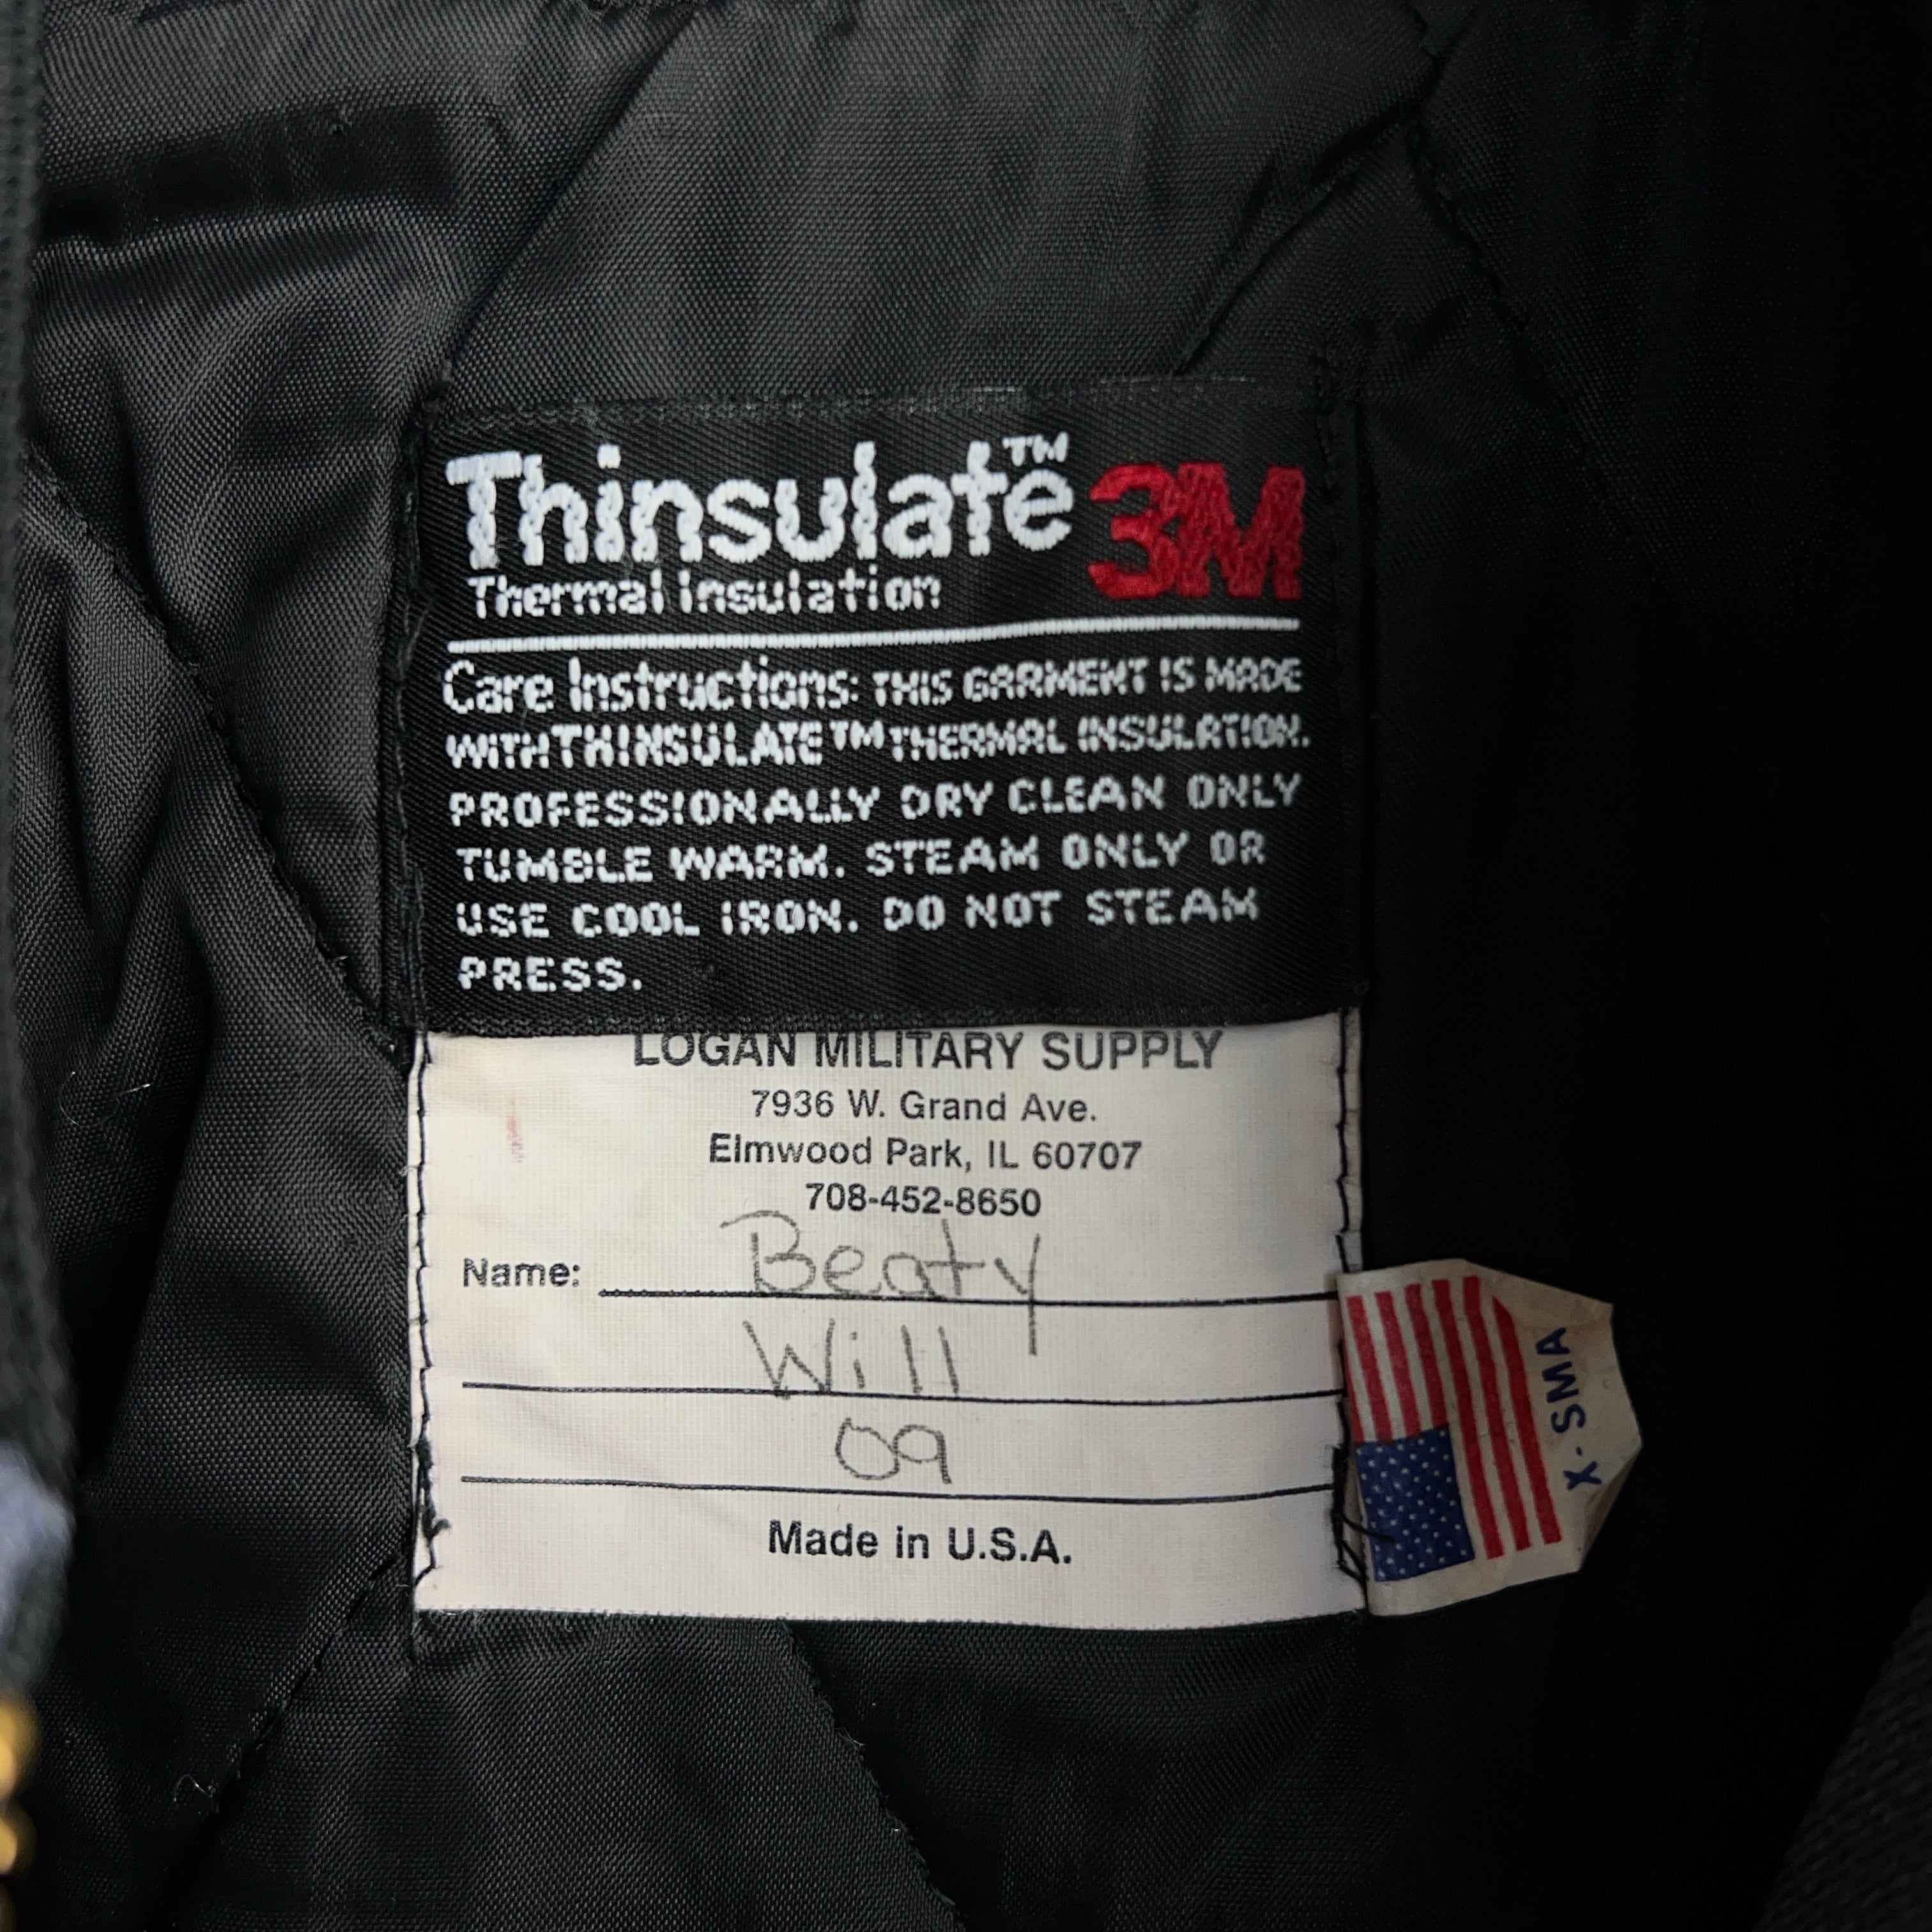 Thinsulate™ 3M
Thermal Insulation
Care Instructions: THIS GARMENT IS MADE
WITH THINSULATE™ THERMAL INSULATION.
PROFESSIONALLY DRY CLEAN ONLY
TUMBLE WARM. STEAM ONLY OR
USE COOL IRON. DO NOT STEAM
PRESS.
LOGAN MILITARY SUPPLY
7936 W. Grand Ave.
Elmwood Park, IL 60707
708-452-8650
Name: Beaty
Will
09
Made in U.S.A.
X-SMA